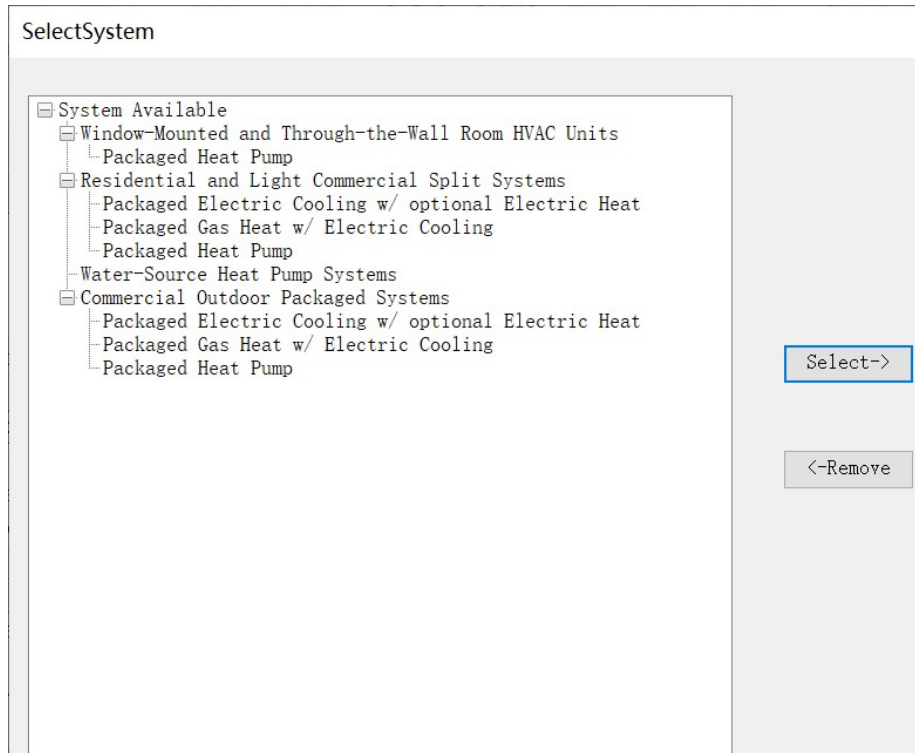 SelectSystem
System Available
Window-Mounted and Through-the-Wall Room HVAC Units
Packaged Heat Pump
Residential and Light Commercial Split Systems
Packaged Electric Cooling w/ optional Electric Heat
Packaged Gas Heat w/ Electric Cooling
Packaged Heat Pump
Water-Source Heat Pump Systems
Commercial Outdoor Packaged Systems
Packaged Electric Cooling w/ optional Electric Heat
Packaged Gas Heat w/ Electric Cooling
Packaged Heat Pump
Select->
<-Remove